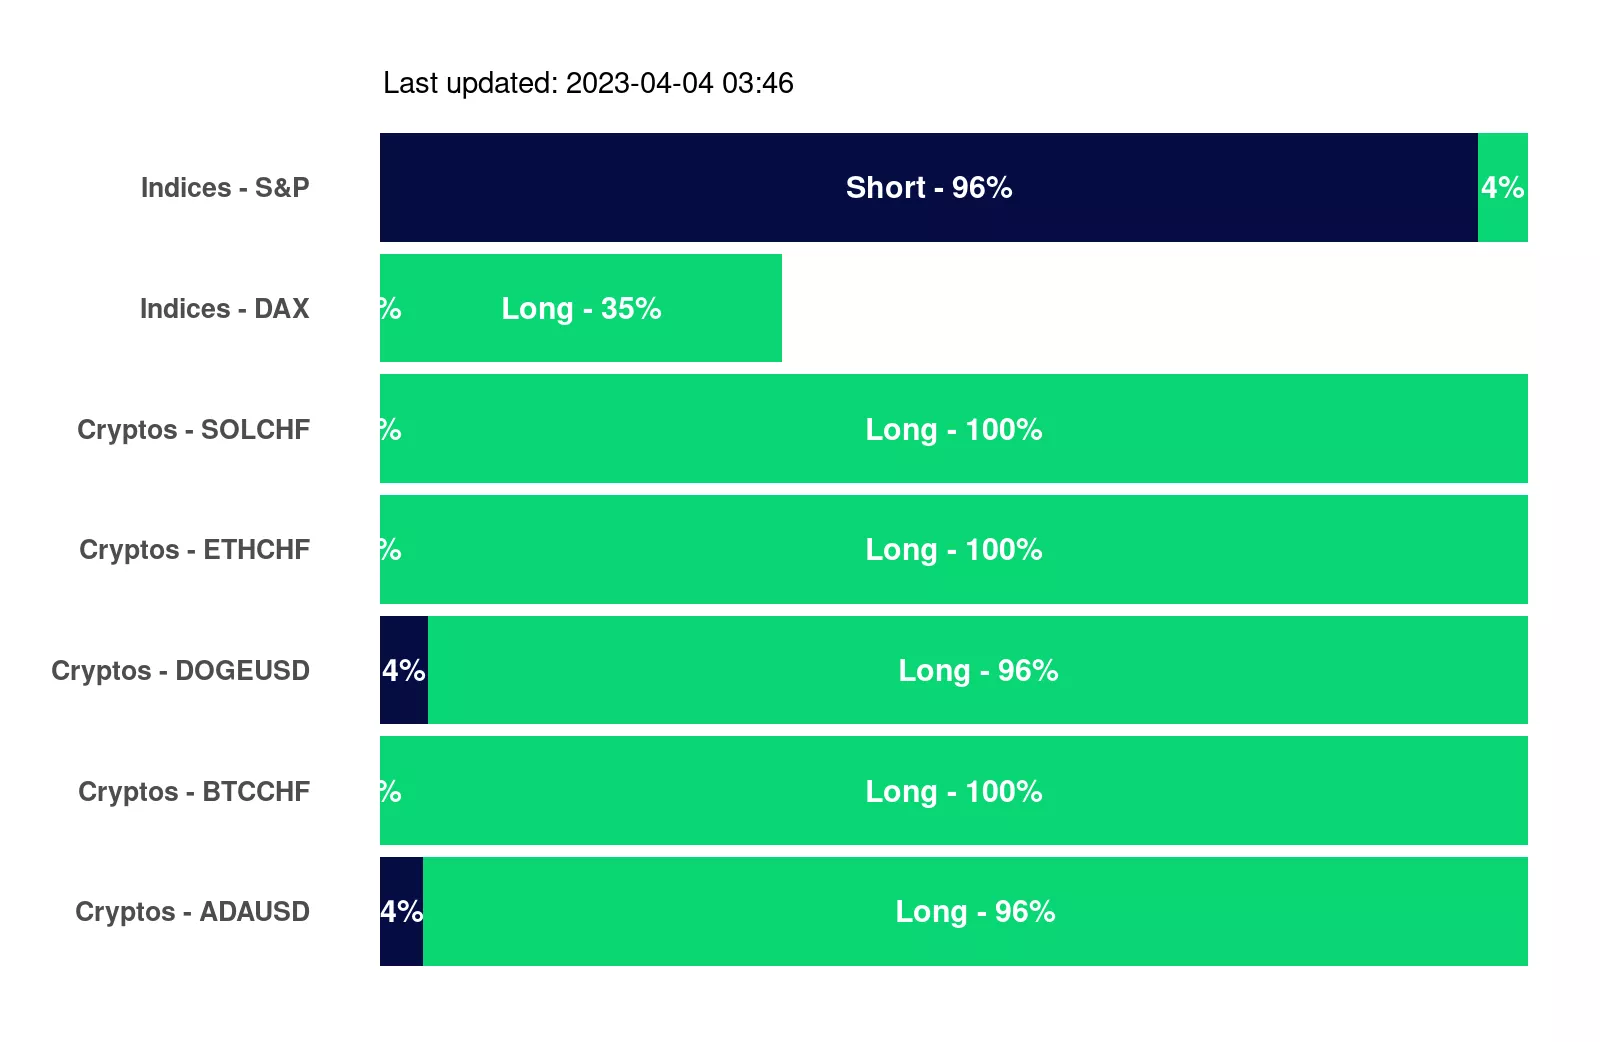 Last updated: 2023-04-04 03:46
Indices - S&P Short - 96% 4%
Indices - DAX % Long - 35%
Cryptos - SOLCHF % Long - 100%
Cryptos - ETHCHF % Long - 100%
Cryptos - DOGEUSD 4% Long - 96%
Cryptos - BTCCHF % Long - 100%
Cryptos - ADAUSD 4% Long - 96%